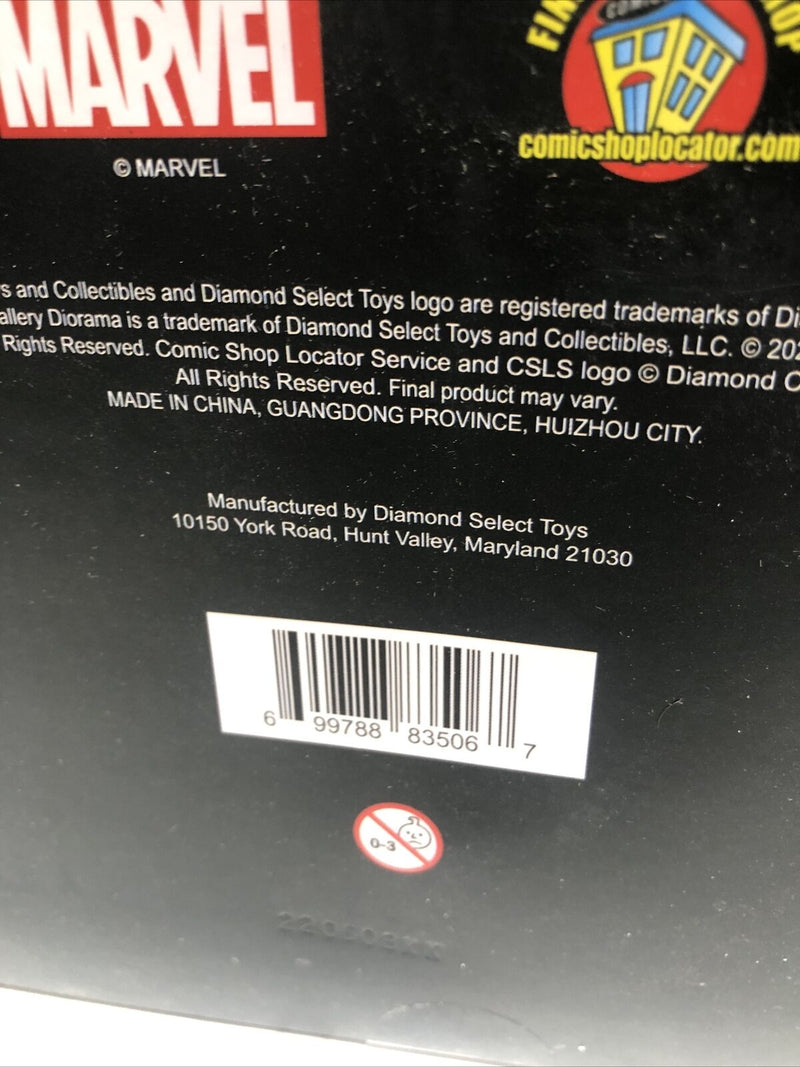 MARVEL
COMIC
comicshoplocator.com
© MARVEL
and Collectibles and Diamond Select Toys logo are registered trademarks of
Diorama is a trademark of Diamond Select Toys and Collectibles, LLC. ©
Rights Reserved. Comic Shop Locator Service and CSLS logo © Diamond
All Rights Reserved. Final product may vary.
MADE IN CHINA, GUANGDONG PROVINCE, HUIZHOU CITY.
Manufactured by Diamond Select Toys
10150 York Road, Hunt Valley, Maryland 21030
6 99788 83506 7
0-3